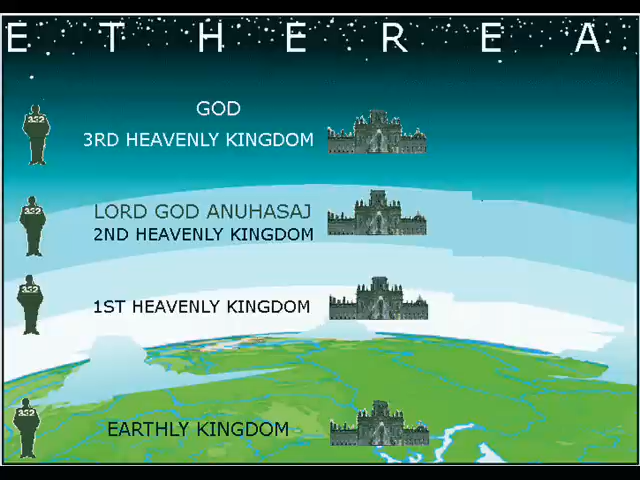 E T H E R E A
GOD
3RD HEAVENLY KINGDOM
LORD GOD ANUHASAJ
2ND HEAVENLY KINGDOM
1ST HEAVENLY KINGDOM
EARTHLY KINGDOM